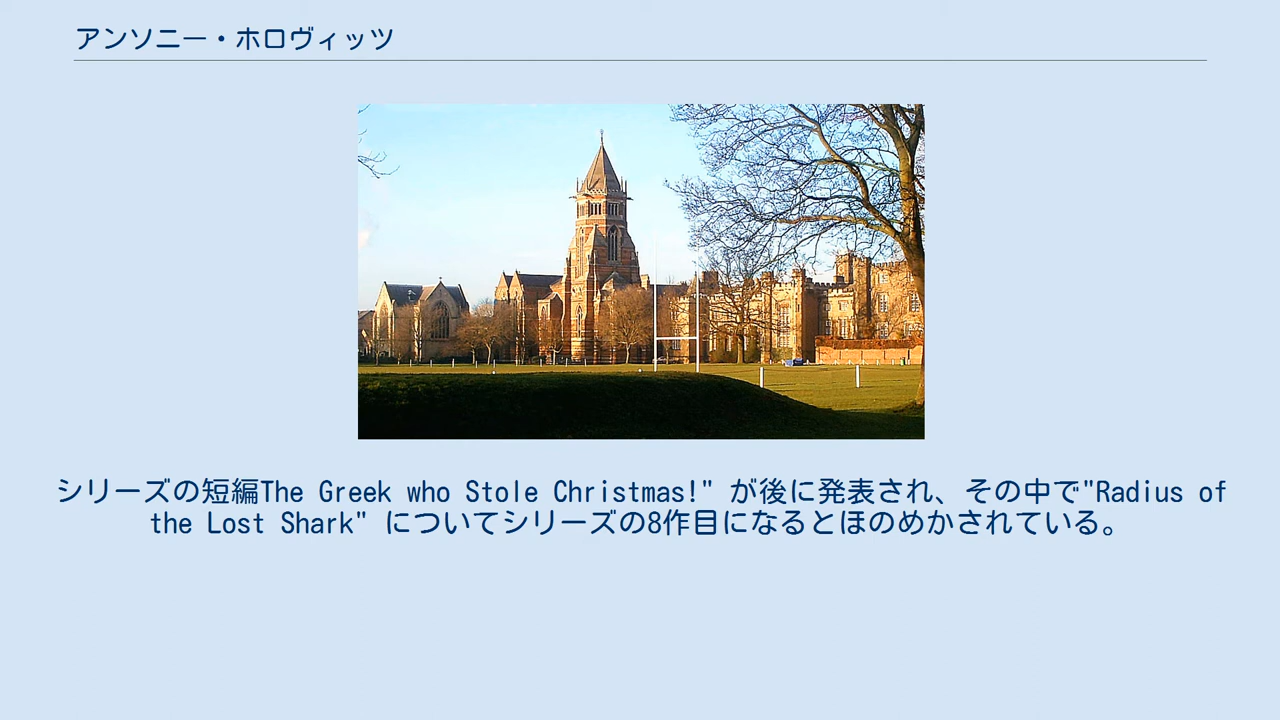 アンソニー・ホロヴィッツ
シリーズの短編The Greek who Stole Christmas!" が後に発表され、その中で"Radius of
the Lost Shark" についてシリーズの8作目になるとほのめかされている。